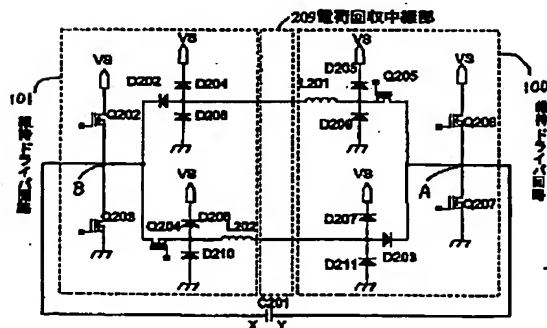 209電荷回収中継部
VS
VS
VS
VS
101
100
D202
D204
D205
Q205
L201
Q202
D208
D209
Q206
B
A
VS
VS
Q203
Q204
D206
L202
D207
Q207
D210
D211
D203
C201
X
Y